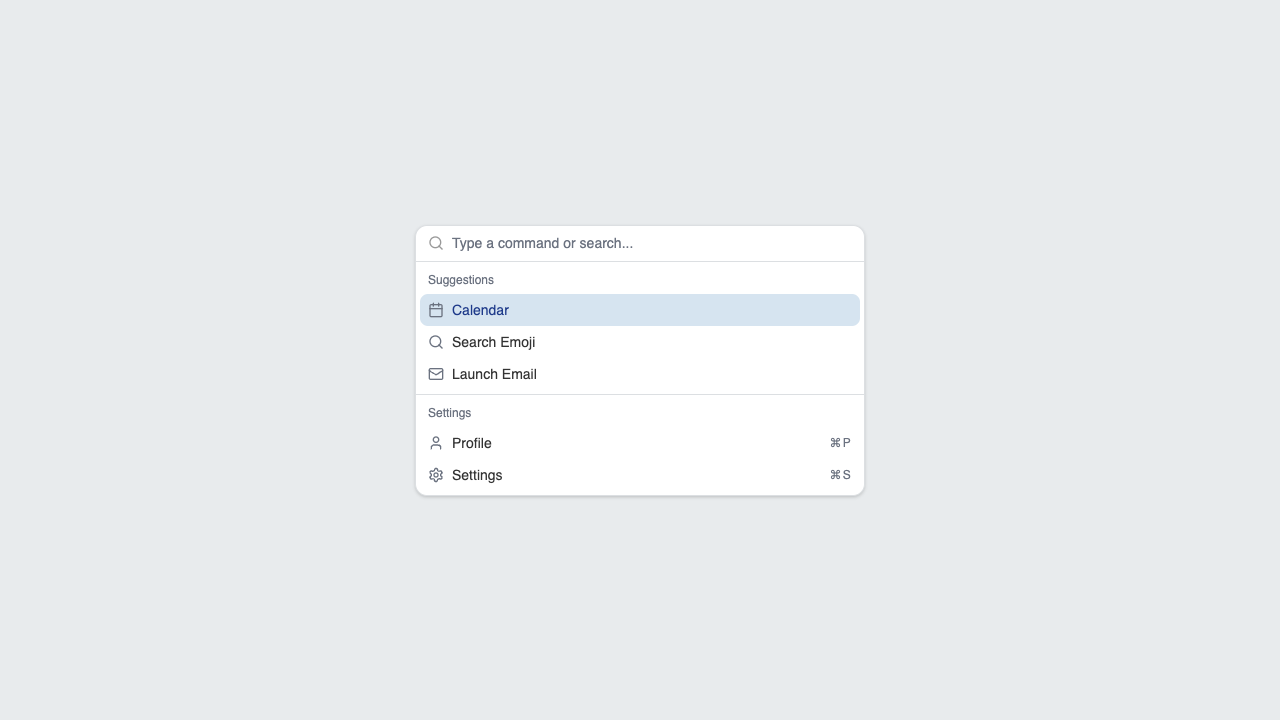 Type a command or search...
Suggestions
Calendar
Search Emoji
Launch Email
Settings
Profile ⌘P
Settings ⌘S